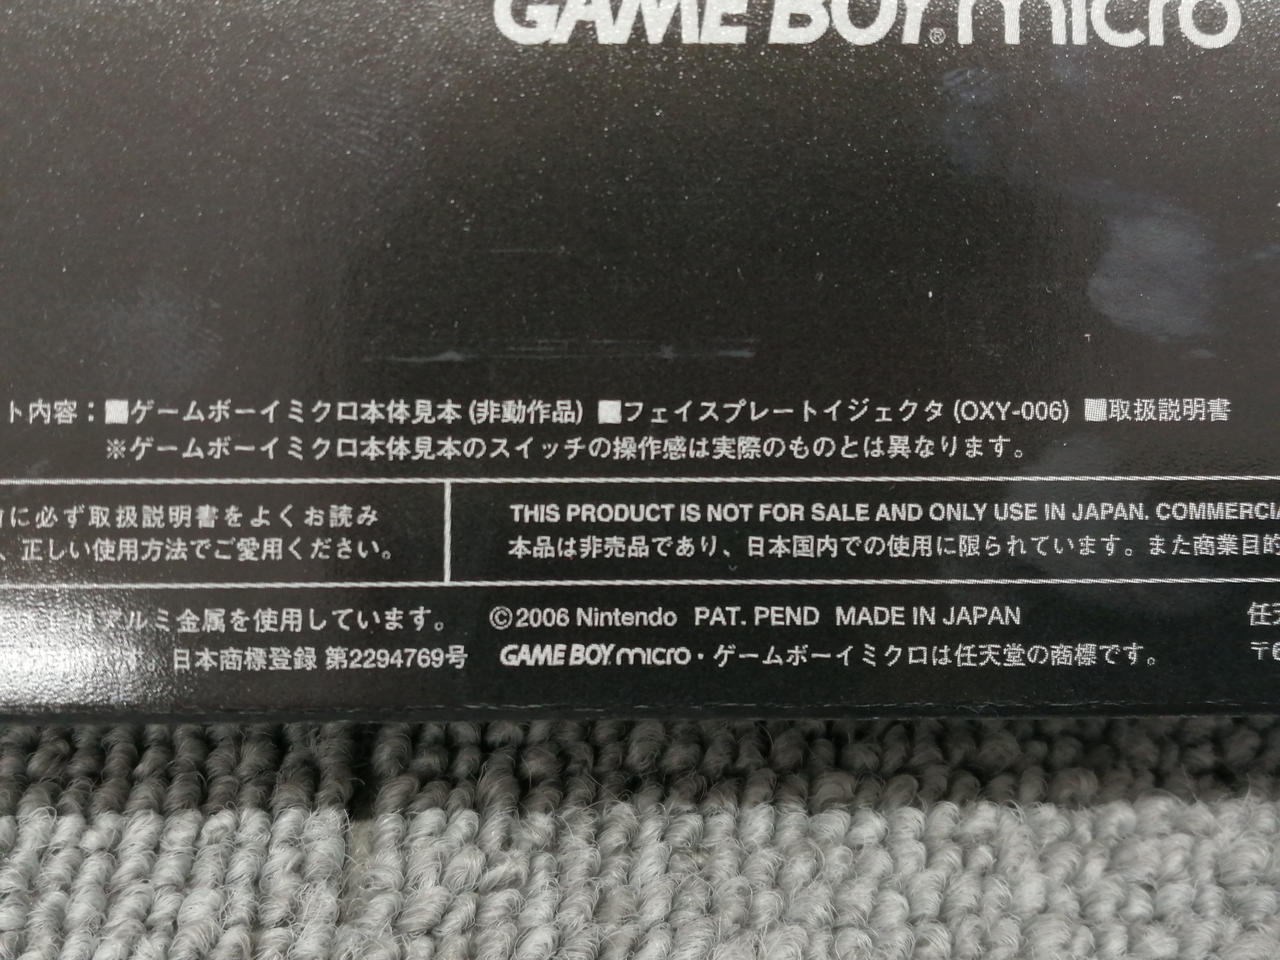 GAME BOY® micro
ト内容：■ゲームボーイミクロ本体見本 (非動作品) ■フェイスプレートイジェクタ (OXY-006) ■取扱説明書
※ゲームボーイミクロ本体見本のスイッチの操作感は実際のものとは異なります。
に必ず取扱説明書をよくお読み
、正しい使用方法でご愛用ください。
THIS PRODUCT IS NOT FOR SALE AND ONLY USE IN JAPAN. COMMERCIA
本品は非売品であり、日本国内での使用に限られています。また商業目的
アルミ金属を使用しています。
©2006 Nintendo PAT. PEND MADE IN JAPAN
任天
す。日本商標登録 第2294769号
GAME BOY micro・ゲームボーイミクロは任天堂の商標です。
〒6